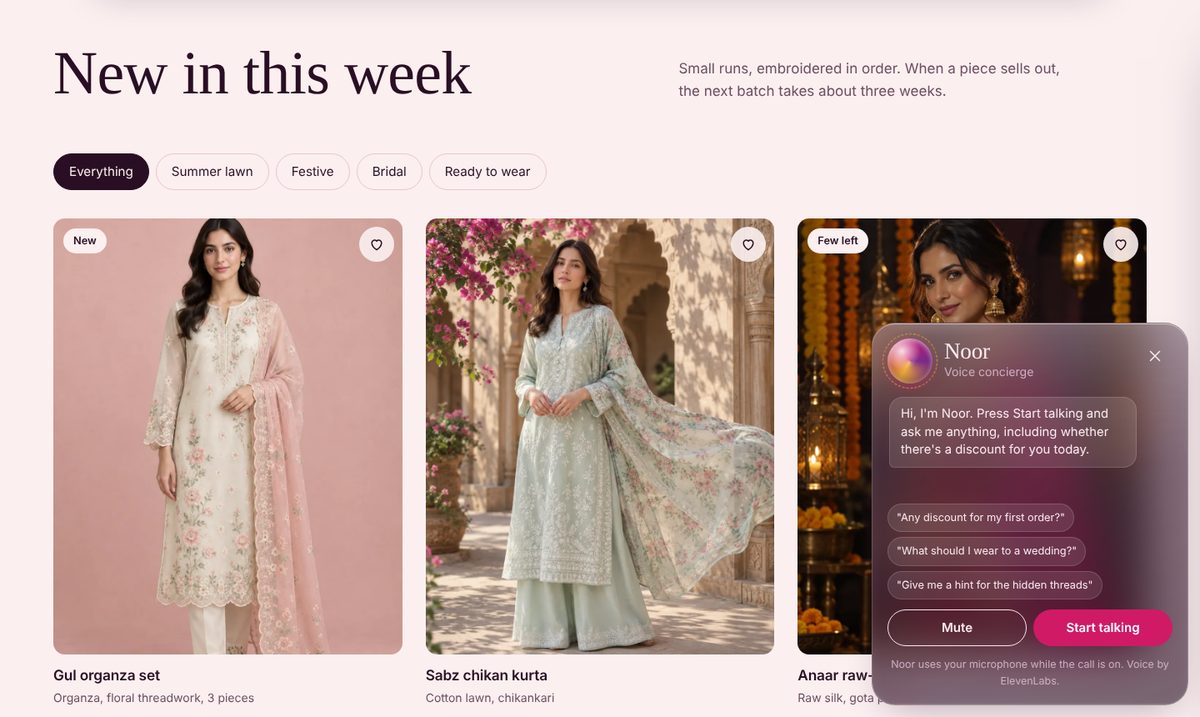 New in this week
Small runs, embroidered in order. When a piece sells out,
the next batch takes about three weeks.
Everything
Summer lawn
Festive
Bridal
Ready to wear
New
Few left
Gul organza set
Organza, floral threadwork, 3 pieces
Sabz chikan kurta
Cotton lawn, chikankari
Anaar raw-
Raw silk, gota
Noor
Voice concierge
Hi, I'm Noor. Press Start talking and
ask me anything, including whether
there's a discount for you today.
"Any discount for my first order?"
"What should I wear to a wedding?"
"Give me a hint for the hidden threads"
Mute
Start talking
Noor uses your microphone while the call is on. Voice by
ElevenLabs.